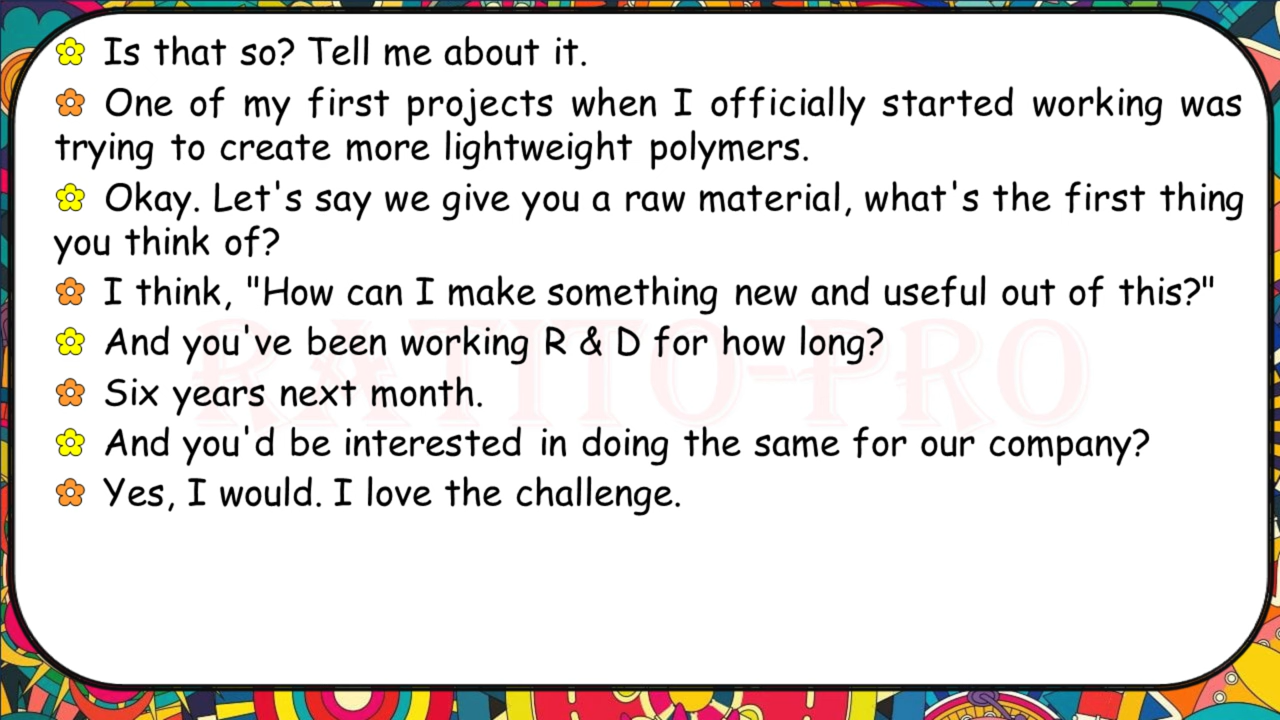 Is that so? Tell me about it.
One of my first projects when I officially started working was
trying to create more lightweight polymers.
Okay. Let's say we give you a raw material, what's the first thing
you think of?
I think, "How can I make something new and useful out of this?"
And you've been working R & D for how long?
Six years next month.
And you'd be interested in doing the same for our company?
Yes, I would. I love the challenge.
RATITO-PRO